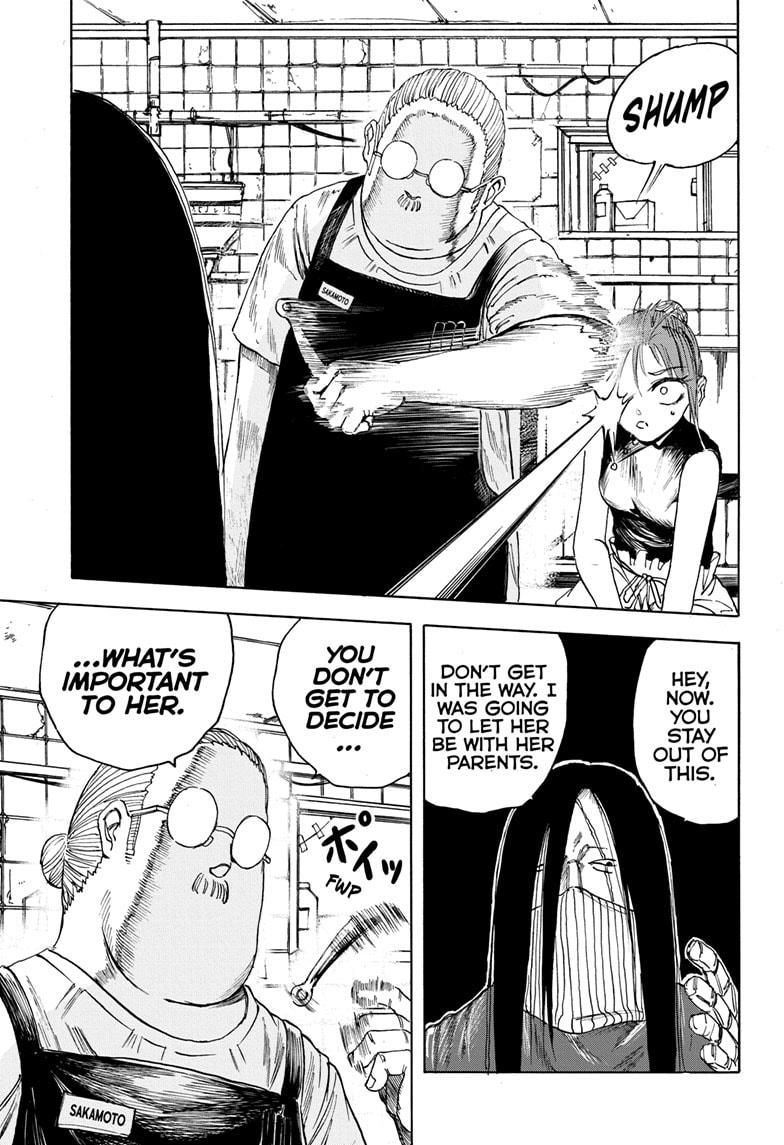 SHUMP
SAKAMOTO
HEY,
NOW.
YOU
STAY
OUT OF
THIS.
DON'T GET
IN THE WAY. I
WAS GOING
TO LET HER
BE WITH HER
PARENTS.
YOU
DON'T
GET TO
DECIDE
...
...WHAT'S
IMPORTANT
TO HER.
ポイッ
FWP
SAKAMOTO